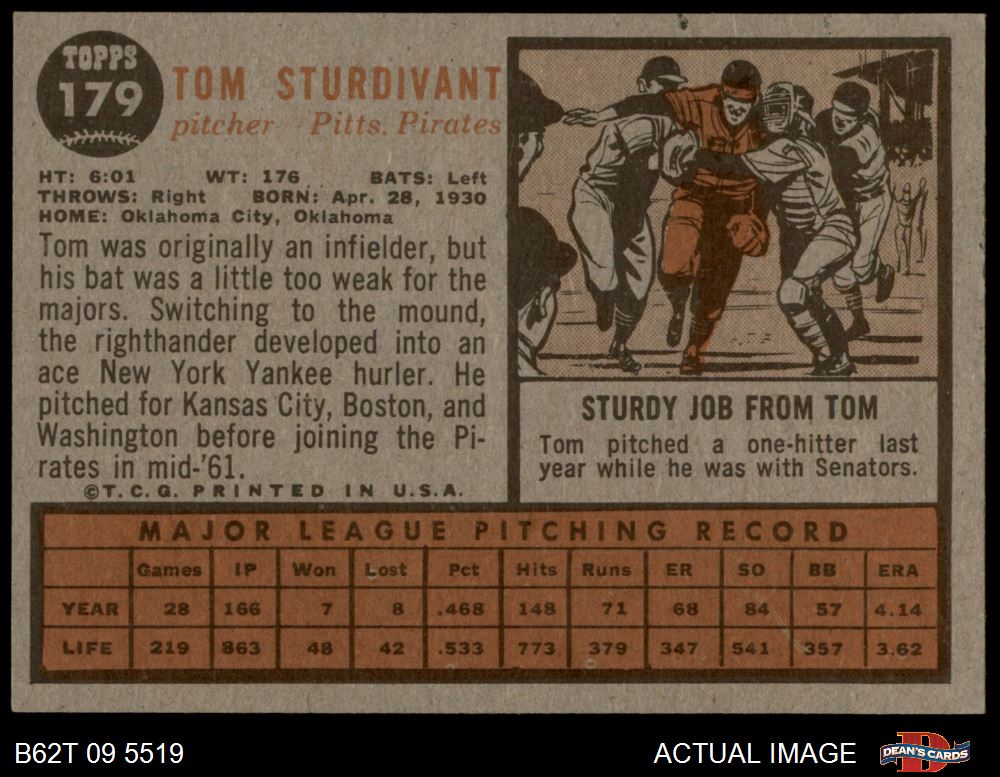 TOPPS
179
TOM STURDIVANT
pitcher Pitts. Pirates
HT: 6:01 WT: 176 BATS: Left
THROWS: Right BORN: Apr. 28, 1930
HOME: Oklahoma City, Oklahoma
Tom was originally an infielder, but
his bat was a little too weak for the
majors. Switching to the mound,
the righthander developed into an
ace New York Yankee hurler. He
pitched for Kansas City, Boston, and
Washington before joining the Pi-
rates in mid-'61.
©T.C.G. PRINTED IN U.S.A.
STURDY JOB FROM TOM
Tom pitched a one-hitter last
year while he was with Senators.
MAJOR LEAGUE PITCHING RECORD
Games IP Won Lost Pct Hits Runs ER SO BB ERA
YEAR 28 166 7 8 .468 148 71 68 84 57 4.14
LIFE 219 863 48 42 .533 773 379 347 541 357 3.62
B62T 09 5519
ACTUAL IMAGE
DEAN'S CARDS